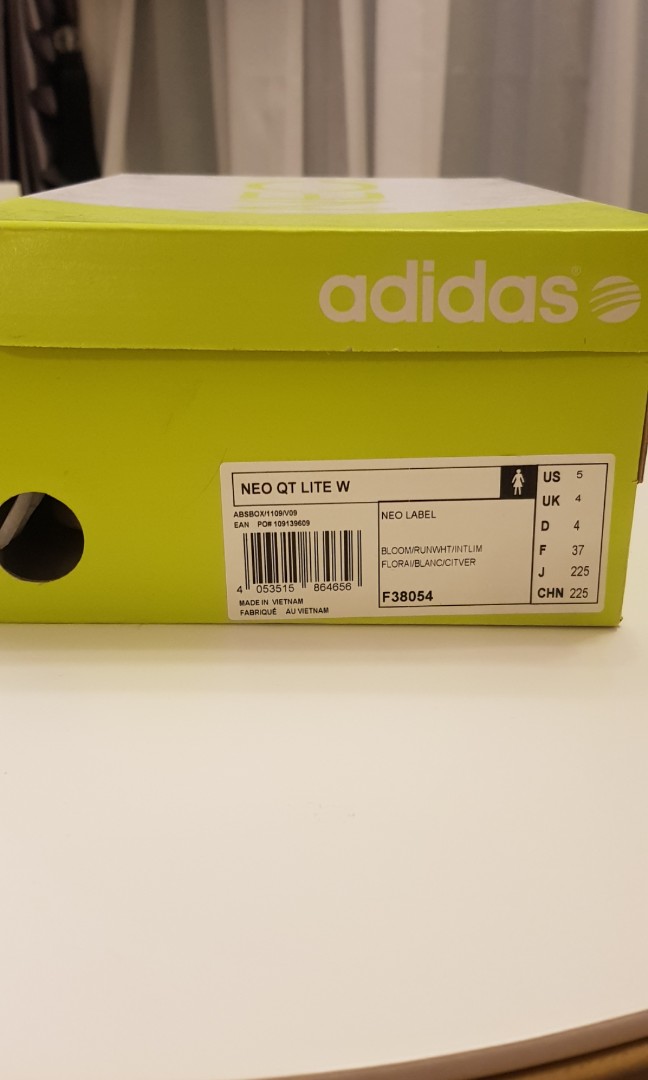 adidas®
NEO QT LITE W
ABSBOX/1109/V09
EAN PO# 109139609
4 053515 864656
MADE IN VIETNAM
FABRIQUÉ AU VIETNAM
NEO LABEL
BLOOM/RUNWHT/INTLIM
FLORAI/BLANC/CITVER
F38054
US 5
UK 4
D 4
F 37
J 225
CHN 225